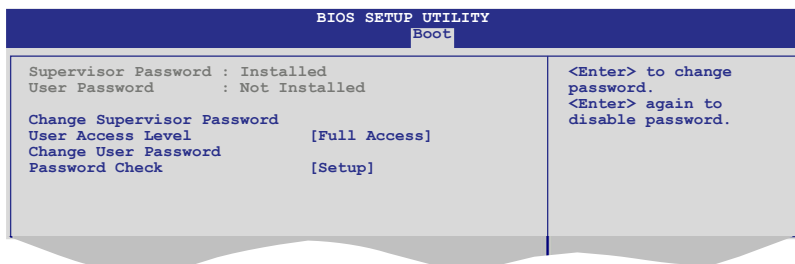 BIOS SETUP UTILITY
Boot
Supervisor Password : Installed
User Password : Not Installed
Change Supervisor Password
User Access Level [Full Access]
Change User Password
Password Check [Setup]
<Enter> to change
password.
<Enter> again to
disable password.